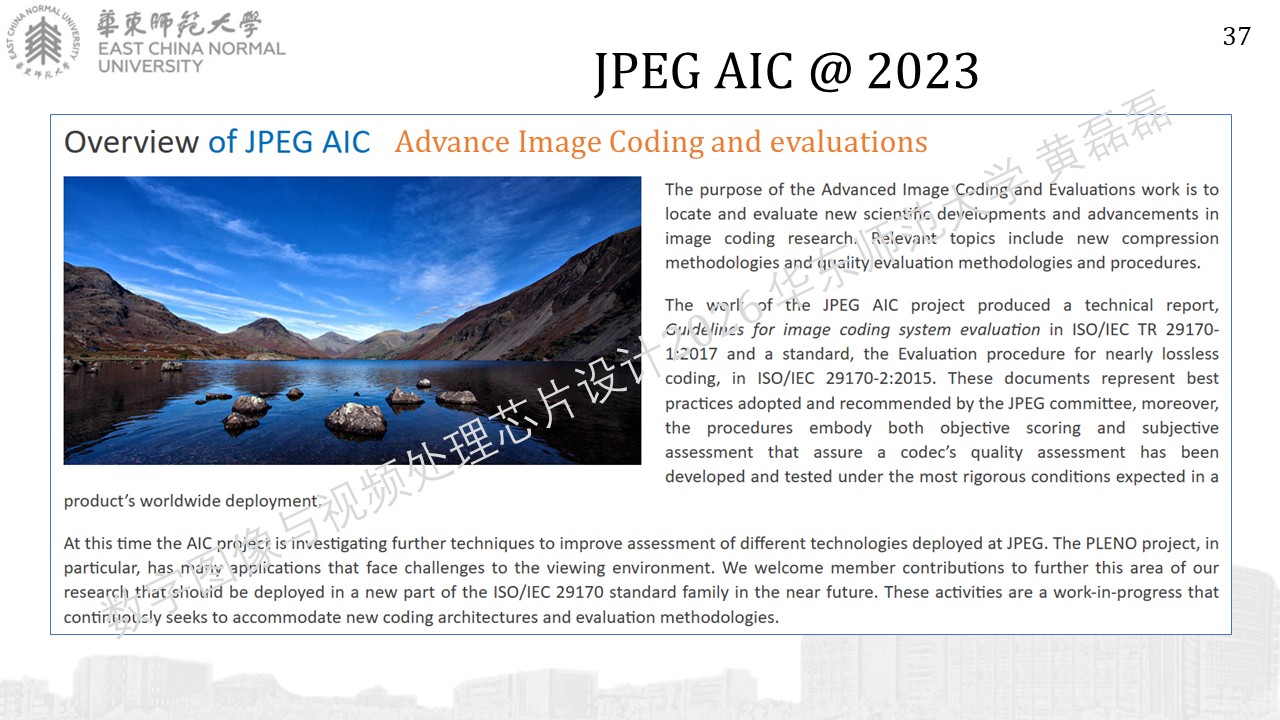 華東師範大學
EAST CHINA NORMAL
UNIVERSITY
EAST CHINA NORMAL UNIVERSITY
華東师范大学
37
JPEG AIC @ 2023
Overview of JPEG AIC Advance Image Coding and evaluations
The purpose of the Advanced Image Coding and Evaluations work is to
locate and evaluate new scientific developments and advancements in
image coding research. Relevant topics include new compression
methodologies and quality evaluation methodologies and procedures.
The work of the JPEG AIC project produced a technical report,
Guidelines for image coding system evaluation in ISO/IEC TR 29170-
1:2017 and a standard, the Evaluation procedure for nearly lossless
coding, in ISO/IEC 29170-2:2015. These documents represent best
practices adopted and recommended by the JPEG committee, moreover,
the procedures embody both objective scoring and subjective
assessment that assure a codec’s quality assessment has been
developed and tested under the most rigorous conditions expected in a
product’s worldwide deployment.
At this time the AIC project is investigating further techniques to improve assessment of different technologies deployed at JPEG. The PLENO project, in
particular, has many applications that face challenges to the viewing environment. We welcome member contributions to further this area of our
research that should be deployed in a new part of the ISO/IEC 29170 standard family in the near future. These activities are a work-in-progress that
continuously seeks to accommodate new coding architectures and evaluation methodologies.
数字图像与视频处理芯片设计2026 华东师范大学 黄磊磊